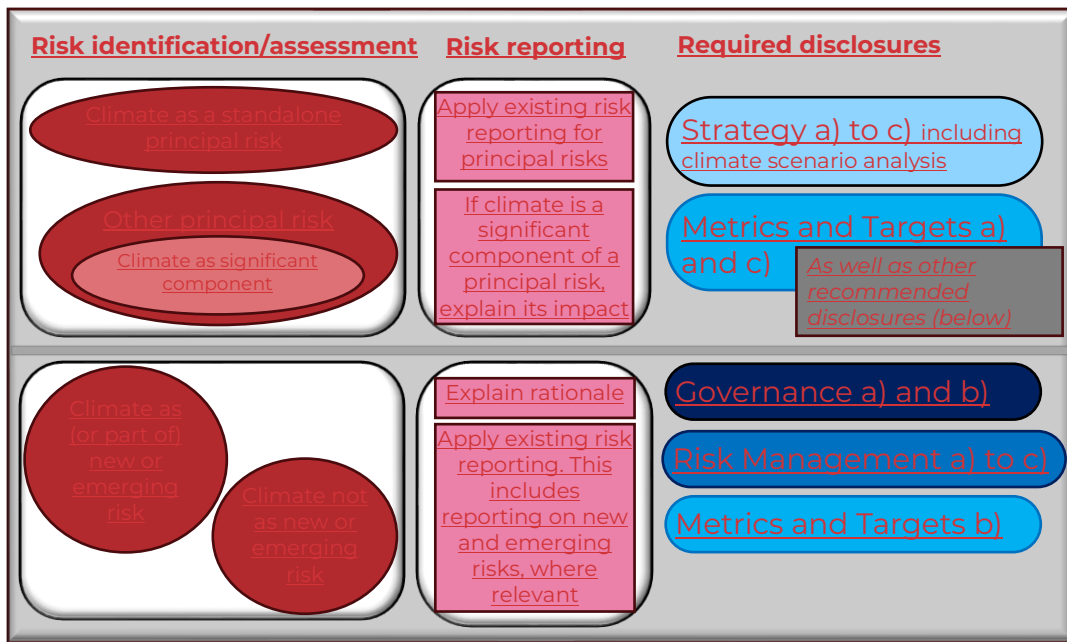 Risk identification/assessment
Risk reporting
Required disclosures
Climate as a standalone
principal risk
Other principal risk
Climate as significant
component
Apply existing risk
reporting for
principal risks
If climate is a
significant
component of a
principal risk,
explain its impact
Strategy a) to c) including
climate scenario analysis
Metrics and Targets a)
and c)
As well as other
recommended
disclosures (below)
Climate as
(or part of)
new or
emerging
risk
Climate not
as new or
emerging
risk
Explain rationale
Apply existing risk
reporting. This
includes
reporting on new
and emerging
risks, where
relevant
Governance a) and b)
Risk Management a) to c)
Metrics and Targets b)